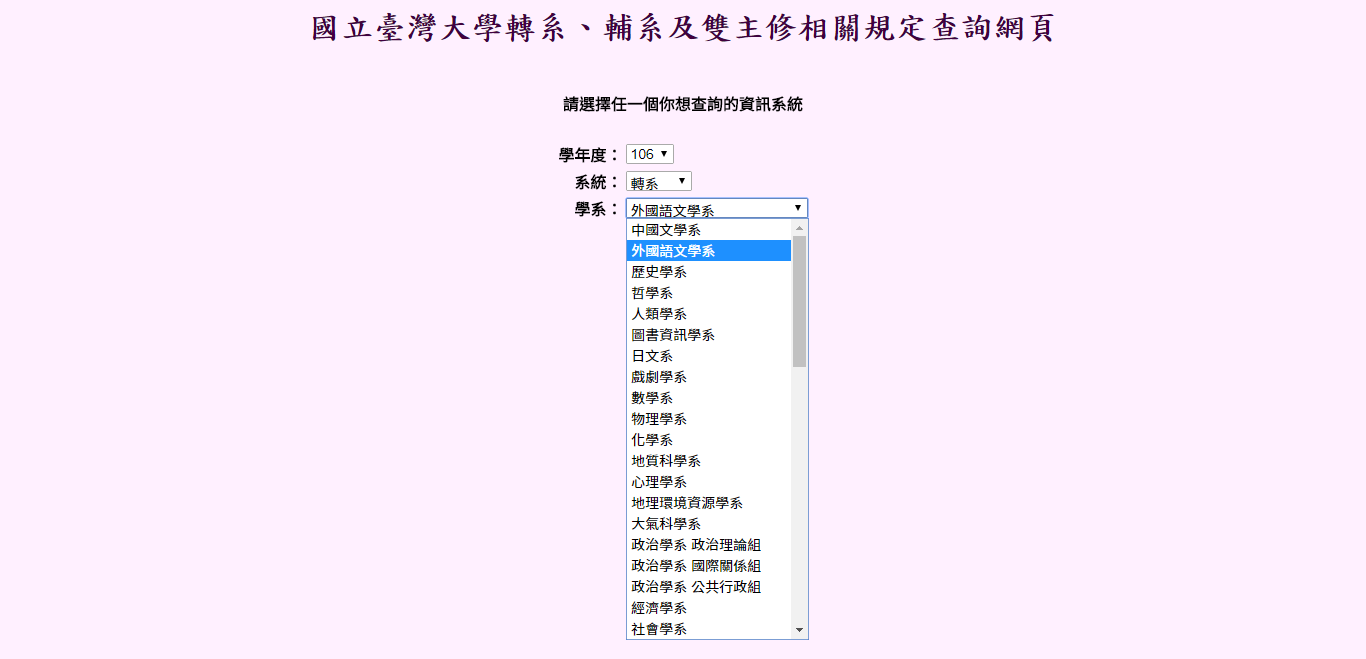 國立臺灣大學轉系、輔系及雙主修相關規定查詢網頁
請選擇任一個你想查詢的資訊系統
學年度： 106
系統： 轉系
學系： 外國語文學系
中國文學系
外國語文學系
歷史學系
哲學系
人類學系
圖書資訊學系
日文系
戲劇學系
數學系
物理學系
化學系
地質科學系
心理學系
地理環境資源學系
大氣科學系
政治學系 政治理論組
政治學系 國際關係組
政治學系 公共行政組
經濟學系
社會學系